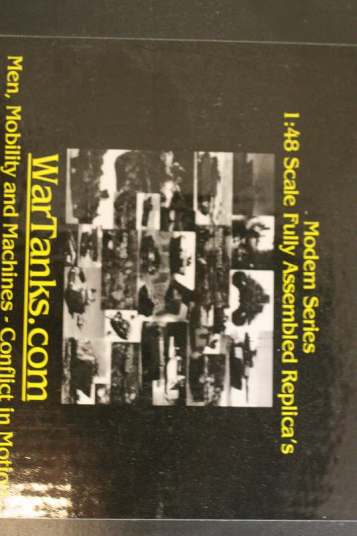 Modern Series
1:48 Scale Fully Assembled Replica's
WarTanks.com
Men, Mobility and Machines - Conflict in Motion